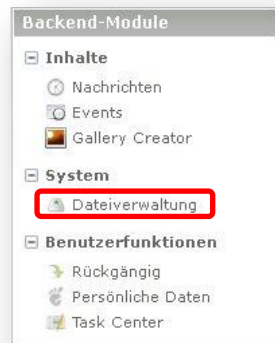 Backend-Module
Inhalte
Nachrichten
Events
Gallery Creator
System
Dateiverwaltung
Benutzerfunktionen
Rückgängig
Persönliche Daten
Task Center